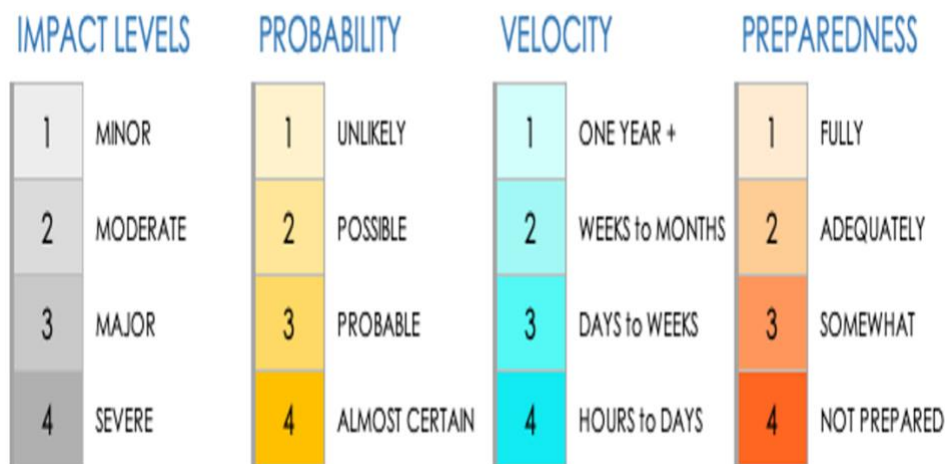 IMPACT LEVELS PROBABILITY VELOCITY PREPAREDNESS
1 MINOR 1 UNLIKELY 1 ONE YEAR + 1 FULLY
2 MODERATE 2 POSSIBLE 2 WEEKS to MONTHS 2 ADEQUATELY
3 MAJOR 3 PROBABLE 3 DAYS to WEEKS 3 SOMEWHAT
4 SEVERE 4 ALMOST CERTAIN 4 HOURS to DAYS 4 NOT PREPARED